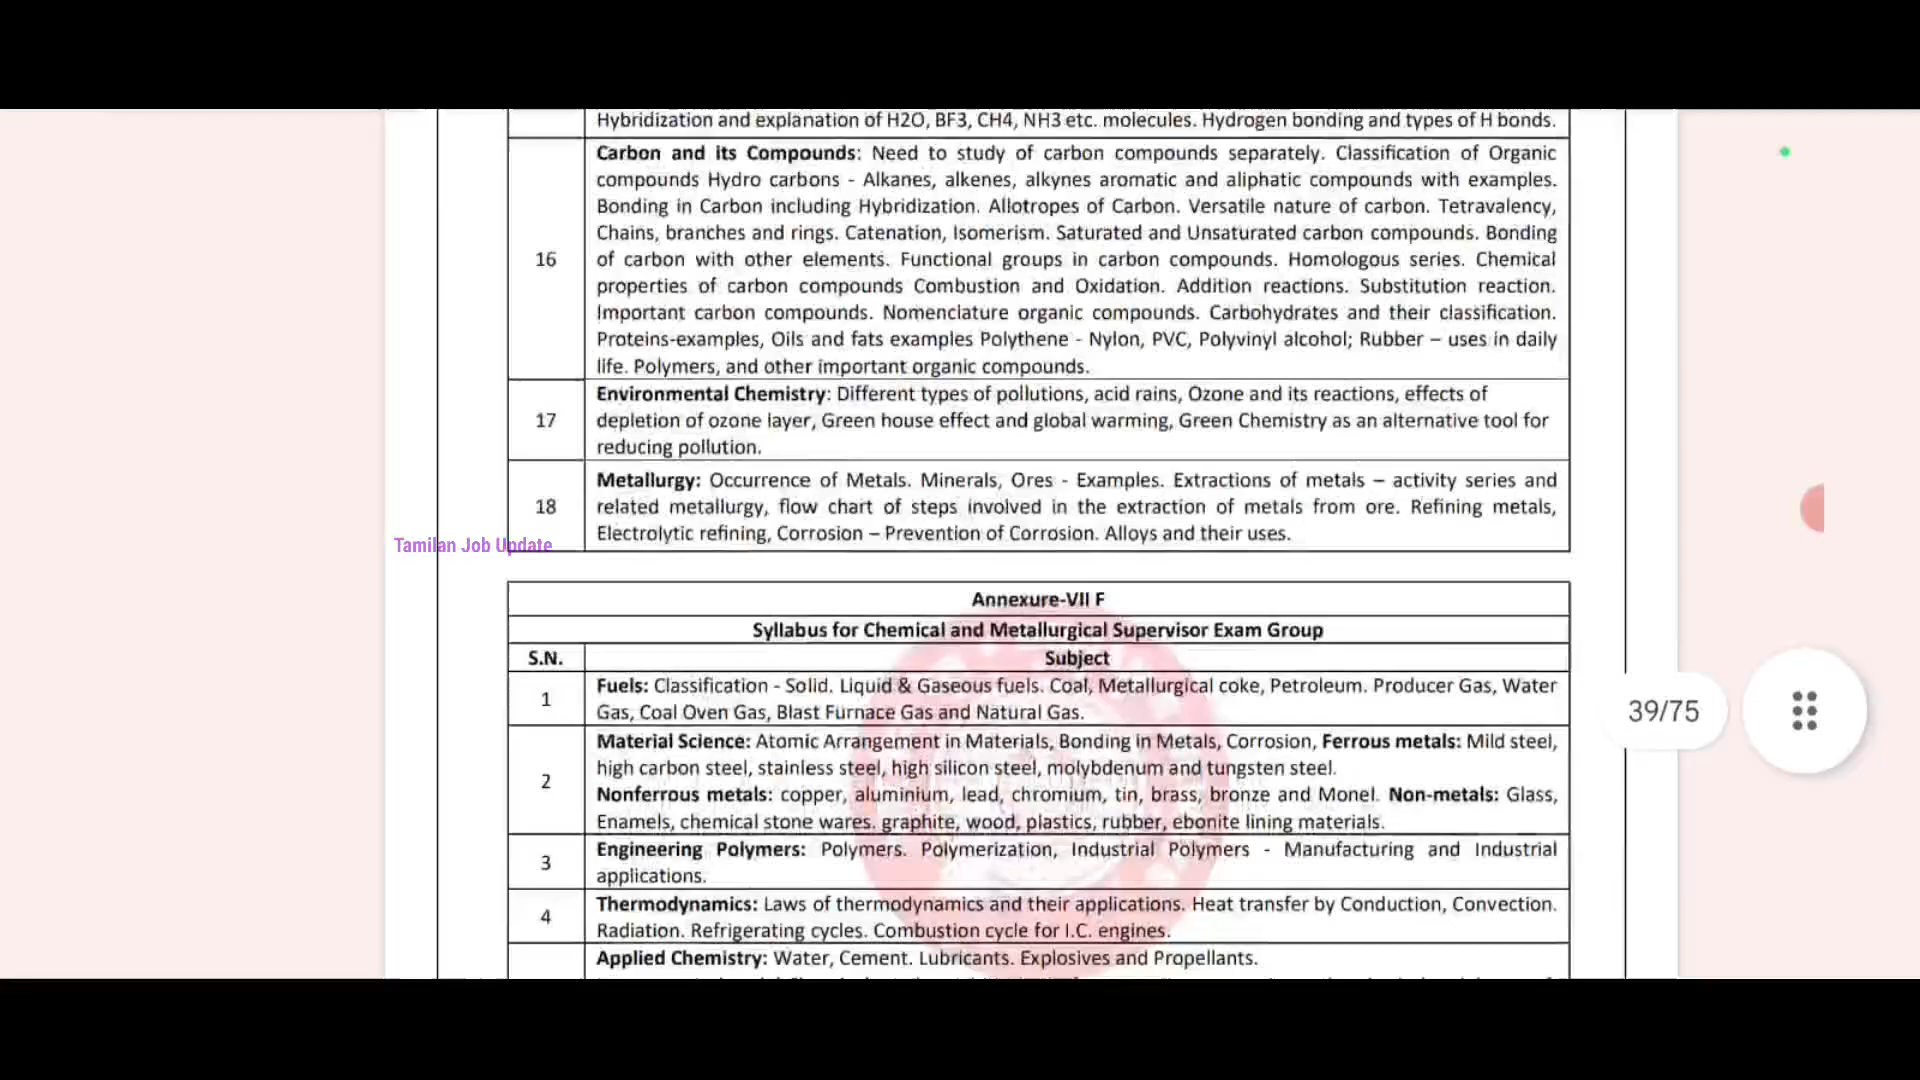 Hybridization and explanation of H2O, BF3, CH4, NH3 etc. molecules. Hydrogen bonding and types of H bonds.
16
Carbon and its Compounds: Need to study of carbon compounds separately. Classification of Organic
compounds Hydro carbons - Alkanes, alkenes, alkynes aromatic and aliphatic compounds with examples.
Bonding in Carbon including Hybridization. Allotropes of Carbon. Versatile nature of carbon. Tetravalency,
Chains, branches and rings. Catenation, Isomerism. Saturated and Unsaturated carbon compounds. Bonding
of carbon with other elements. Functional groups in carbon compounds. Homologous series. Chemical
properties of carbon compounds Combustion and Oxidation. Addition reactions. Substitution reaction.
Important carbon compounds. Nomenclature organic compounds. Carbohydrates and their classification.
Proteins-examples, Oils and fats examples Polythene - Nylon, PVC, Polyvinyl alcohol; Rubber – uses in daily
life. Polymers, and other important organic compounds.
17
Environmental Chemistry: Different types of pollutions, acid rains, Ozone and its reactions, effects of
depletion of ozone layer, Green house effect and global warming, Green Chemistry as an alternative tool for
reducing pollution.
18
Metallurgy: Occurrence of Metals. Minerals, Ores - Examples. Extractions of metals – activity series and
related metallurgy, flow chart of steps involved in the extraction of metals from ore. Refining metals,
Electrolytic refining, Corrosion – Prevention of Corrosion. Alloys and their uses.
Tamilan Job Update
Annexure-VII F
Syllabus for Chemical and Metallurgical Supervisor Exam Group
S.N. Subject
1
Fuels: Classification - Solid. Liquid & Gaseous fuels. Coal, Metallurgical coke, Petroleum. Producer Gas, Water
Gas, Coal Oven Gas, Blast Furnace Gas and Natural Gas.
39/75
2
Material Science: Atomic Arrangement in Materials, Bonding in Metals, Corrosion, Ferrous metals: Mild steel,
high carbon steel, stainless steel, high silicon steel, molybdenum and tungsten steel.
Nonferrous metals: copper, aluminium, lead, chromium, tin, brass, bronze and Monel. Non-metals: Glass,
Enamels, chemical stone wares. graphite, wood, plastics, rubber, ebonite lining materials.
3
Engineering Polymers: Polymers. Polymerization, Industrial Polymers - Manufacturing and Industrial
applications.
4
Thermodynamics: Laws of thermodynamics and their applications. Heat transfer by Conduction, Convection.
Radiation. Refrigerating cycles. Combustion cycle for I.C. engines.
Applied Chemistry: Water, Cement. Lubricants. Explosives and Propellants.